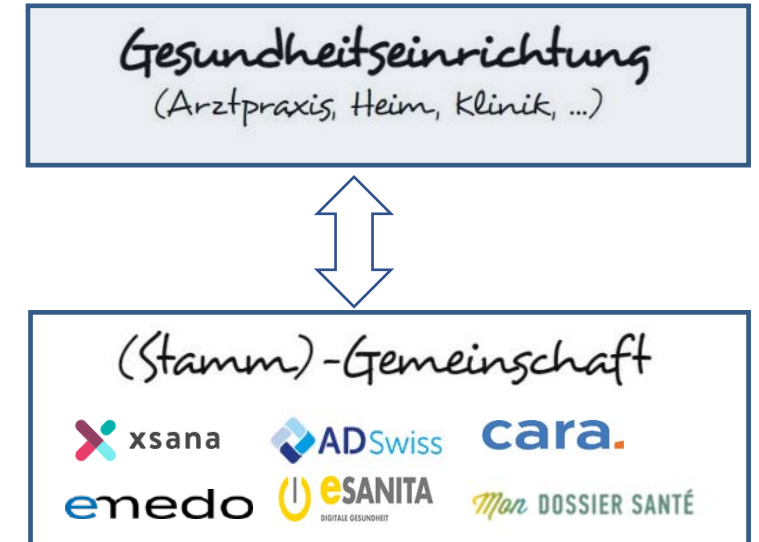 Gesundheitseinrichtung
(Arztpraxis, Heim, Klinik, ...)
(Stamm)-Gemeinschaft
xsana
ADSwiss
cara.
emedo
eSANITA
DIGITALE GESUNDHEIT
Mon DOSSIER SANTÉ